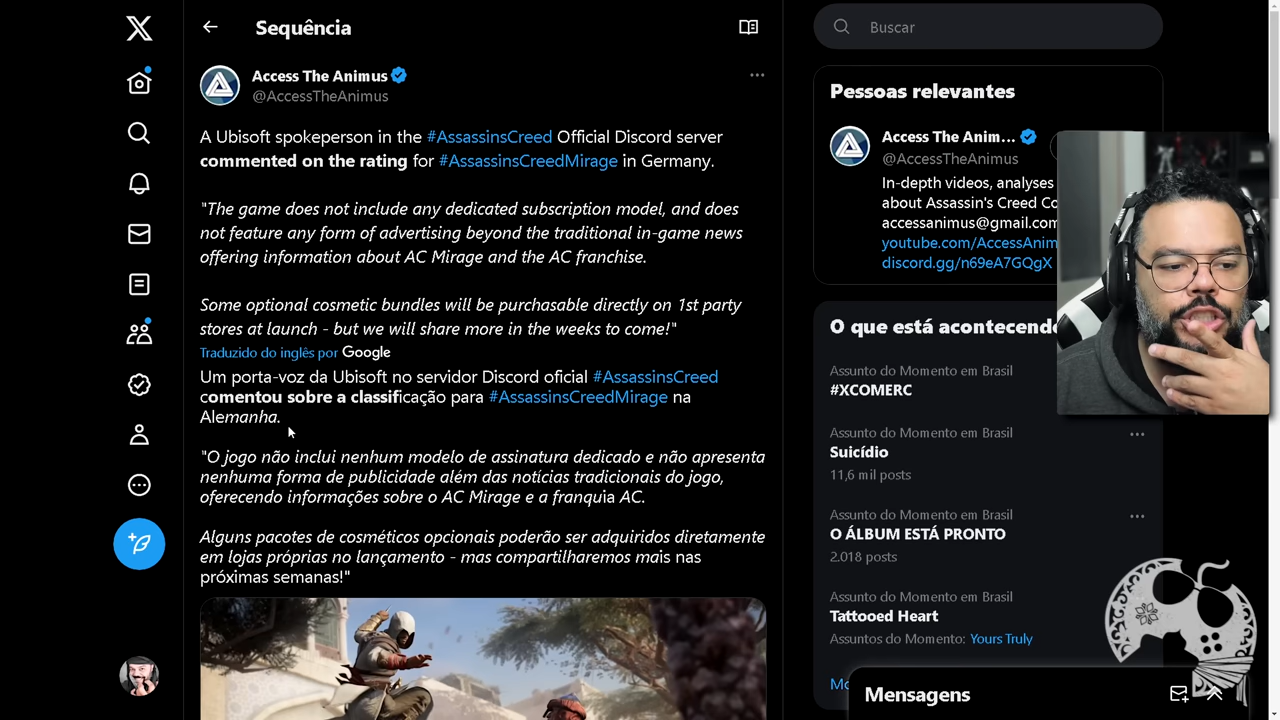 Sequência
Access The Animus
@AccessTheAnimus
A Ubisoft spokeperson in the #AssassinsCreed Official Discord server
commented on the rating for #AssassinsCreedMirage in Germany.
"The game does not include any dedicated subscription model, and does
not feature any form of advertising beyond the traditional in-game news
offering information about AC Mirage and the AC franchise.
Some optional cosmetic bundles will be purchasable directly on 1st party
stores at launch - but we will share more in the weeks to come!"
Traduzido do inglês por Google
Um porta-voz da Ubisoft no servidor Discord oficial #AssassinsCreed
comentou sobre a classificação para #AssassinsCreedMirage na
Alemanha.
"O jogo não inclui nenhum modelo de assinatura dedicado e não apresenta
nenhuma forma de publicidade além das notícias tradicionais do jogo,
oferecendo informações sobre o AC Mirage e a franquia AC.
Alguns pacotes de cosméticos opcionais poderão ser adquiridos diretamente
em lojas próprias no lançamento - mas compartilharemos mais nas
próximas semanas!"
Buscar
Pessoas relevantes
Access The Anim...
@AccessTheAnimus
In-depth videos, analyses
about Assassin's Creed Co
accessanimus@gmail.com
youtube.com/AccessAnim
discord.gg/n69eA7GQgX
O que está acontecendo
Assunto do Momento em Brasil
#XCOMERC
Assunto do Momento em Brasil
Suicídio
11,6 mil posts
Assunto do Momento em Brasil
O ÁLBUM ESTÁ PRONTO
2.018 posts
Assunto do Momento em Brasil
Tattooed Heart
Assuntos do Momento: Yours Truly
Mo
Mensagens